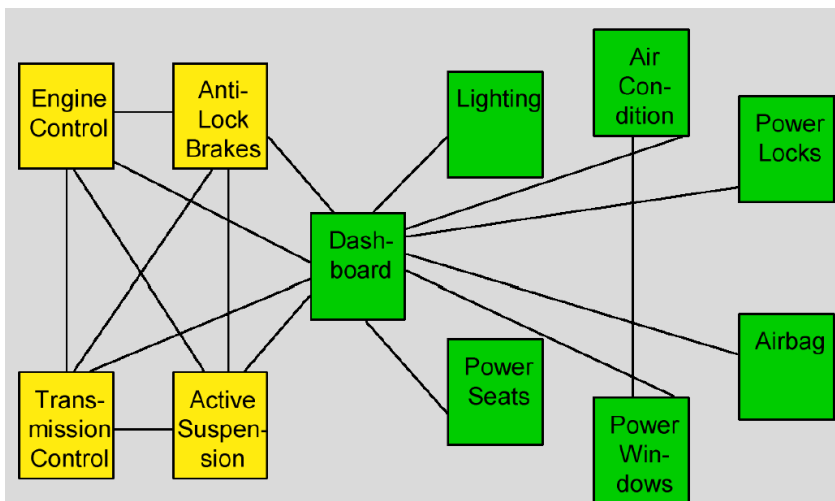 Engine
Control
Anti-
Lock
Brakes
Lighting
Air
Con-
dition
Power
Locks
Dash-
board
Trans-
mission
Control
Active
Suspen-
sion
Power
Seats
Power
Win-
dows
Airbag